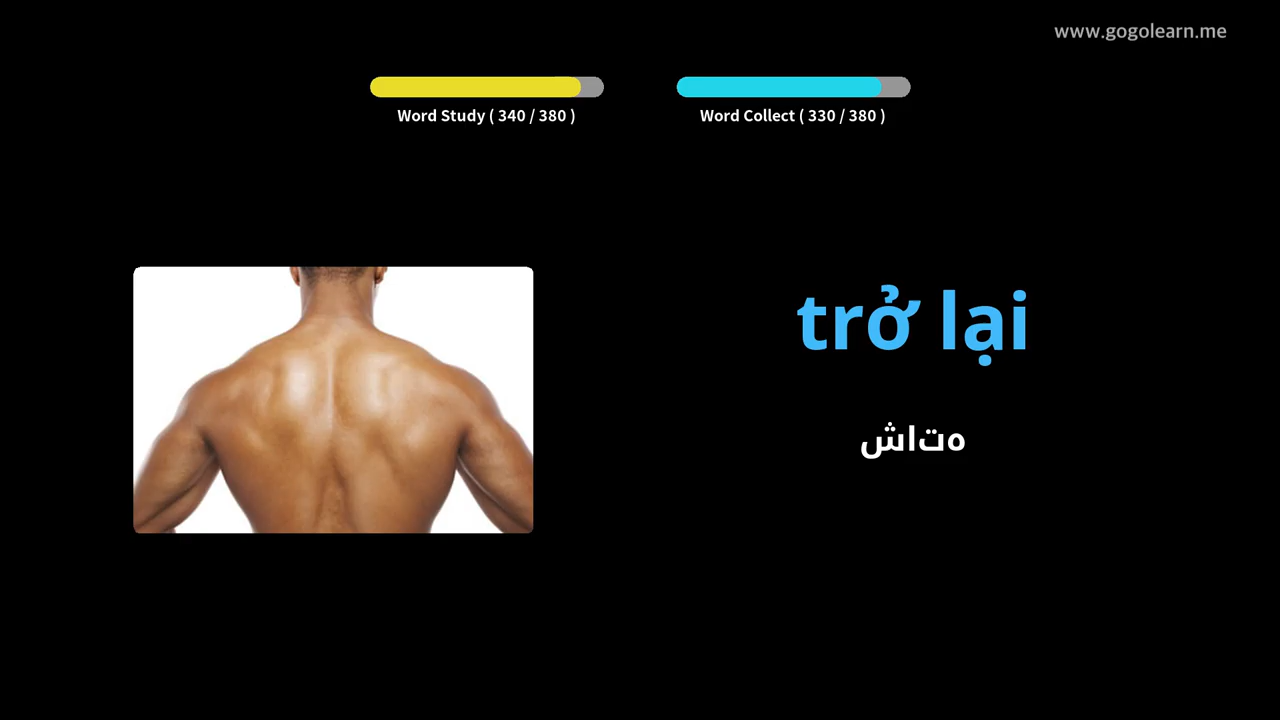 www.gogolearn.me
Word Study ( 340 / 380 )
Word Collect ( 330 / 380 )
trở lại
ەتاش